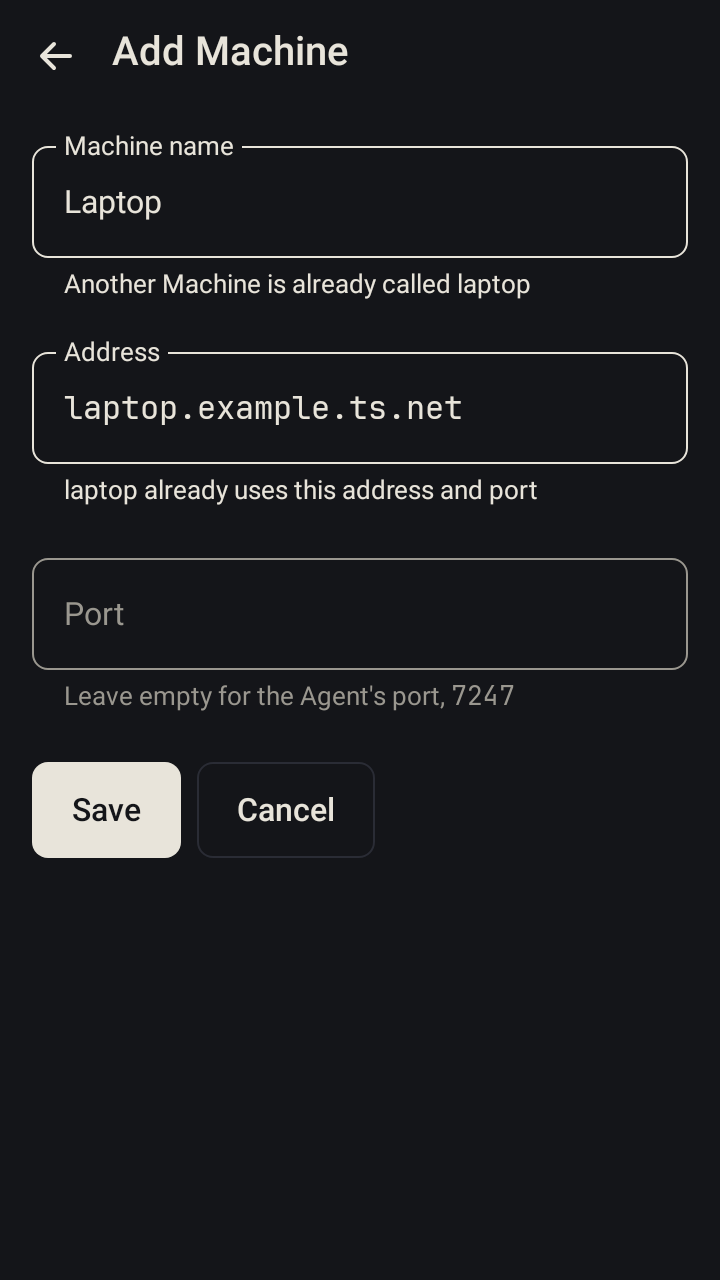 Add Machine
Machine name
Laptop
Another Machine is already called laptop
Address
laptop.example.ts.net
laptop already uses this address and port
Port
Leave empty for the Agent's port, 7247
Save
Cancel